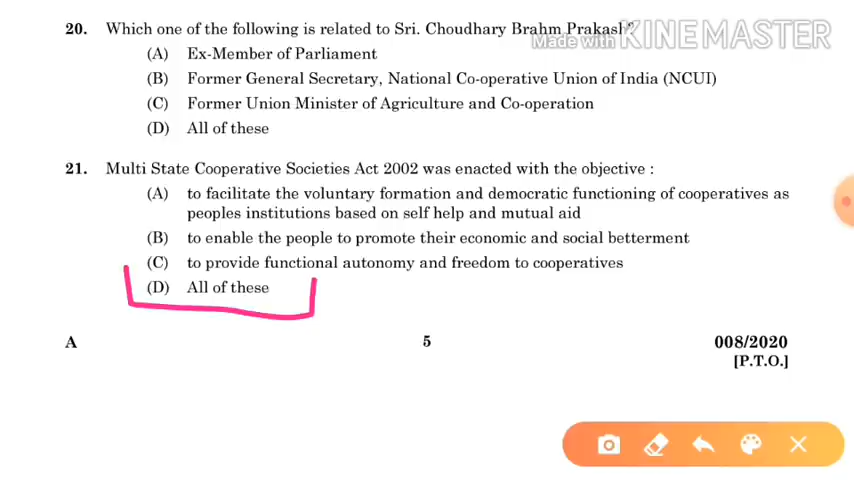 20. Which one of the following is related to Sri. Choudhary Brahm Prakash?
Made with KINEMASTER
(A) Ex-Member of Parliament
(B) Former General Secretary, National Co-operative Union of India (NCUI)
(C) Former Union Minister of Agriculture and Co-operation
(D) All of these
21. Multi State Cooperative Societies Act 2002 was enacted with the objective :
(A) to facilitate the voluntary formation and democratic functioning of cooperatives as
peoples institutions based on self help and mutual aid
(B) to enable the people to promote their economic and social betterment
(C) to provide functional autonomy and freedom to cooperatives
(D) All of these
A 5 008/2020
[P.T.O.]